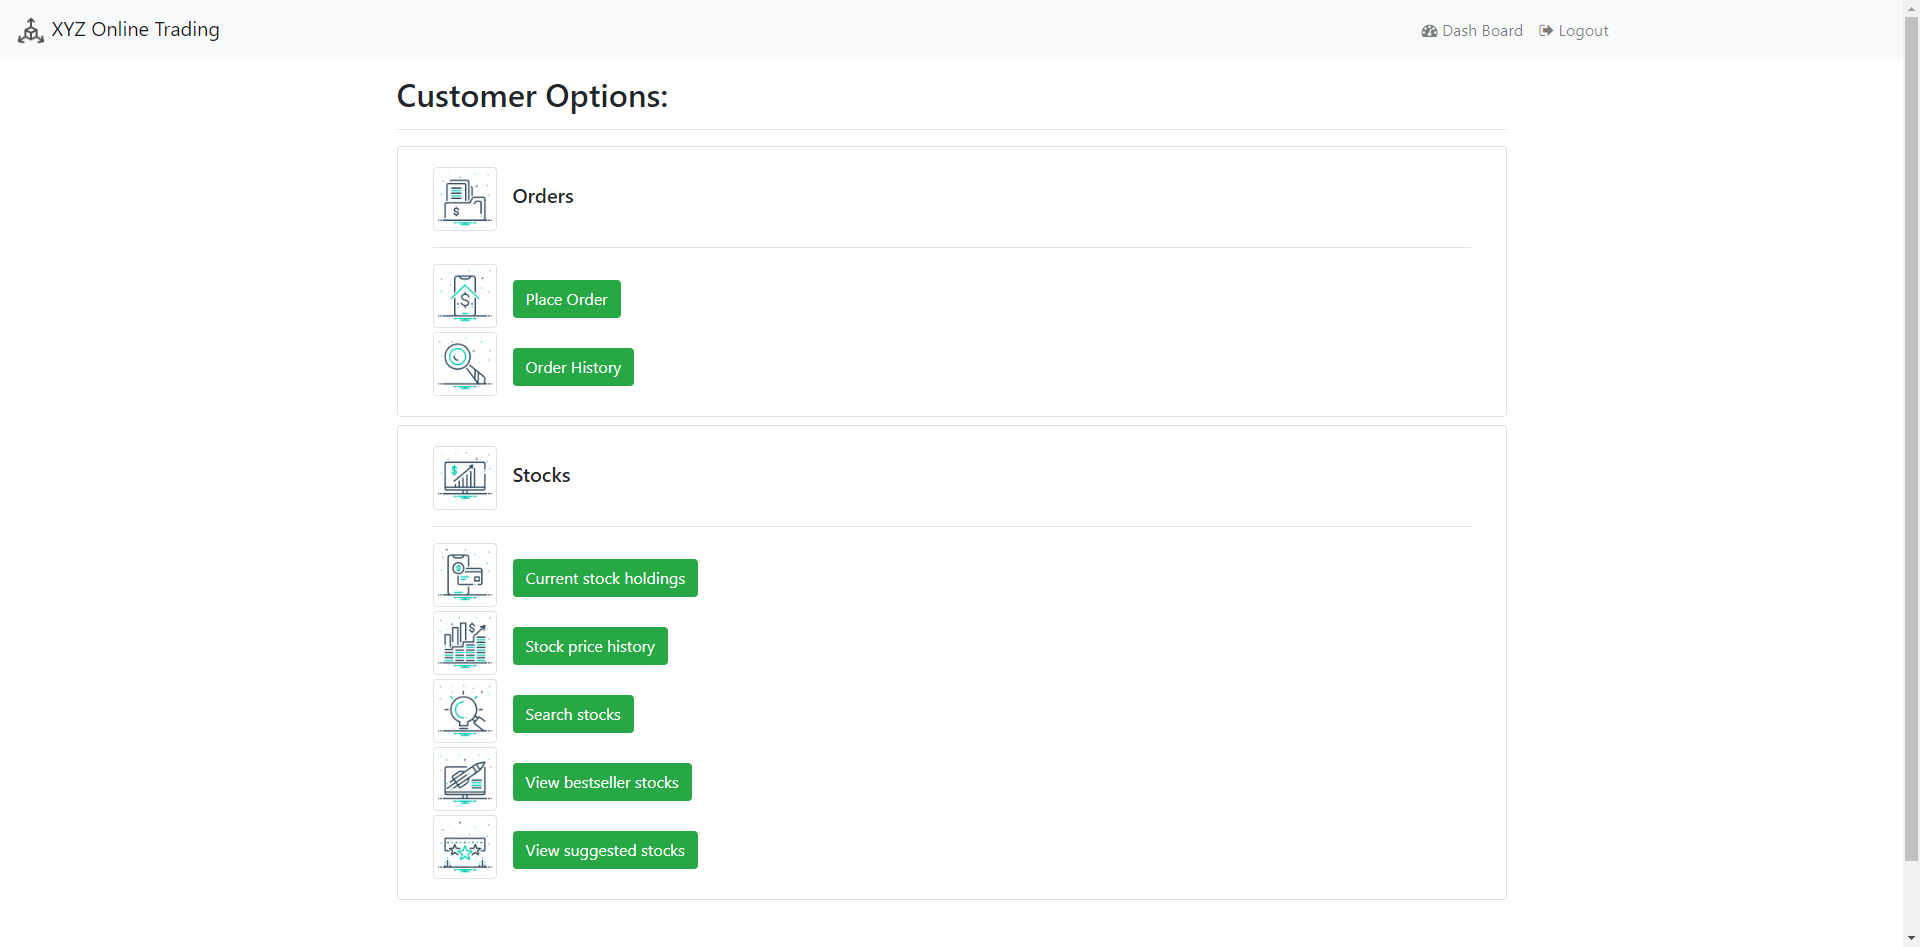 XYZ Online Trading
Dash Board
Logout
Customer Options:
Orders
Place Order
Order History
Stocks
Current stock holdings
Stock price history
Search stocks
View bestseller stocks
View suggested stocks